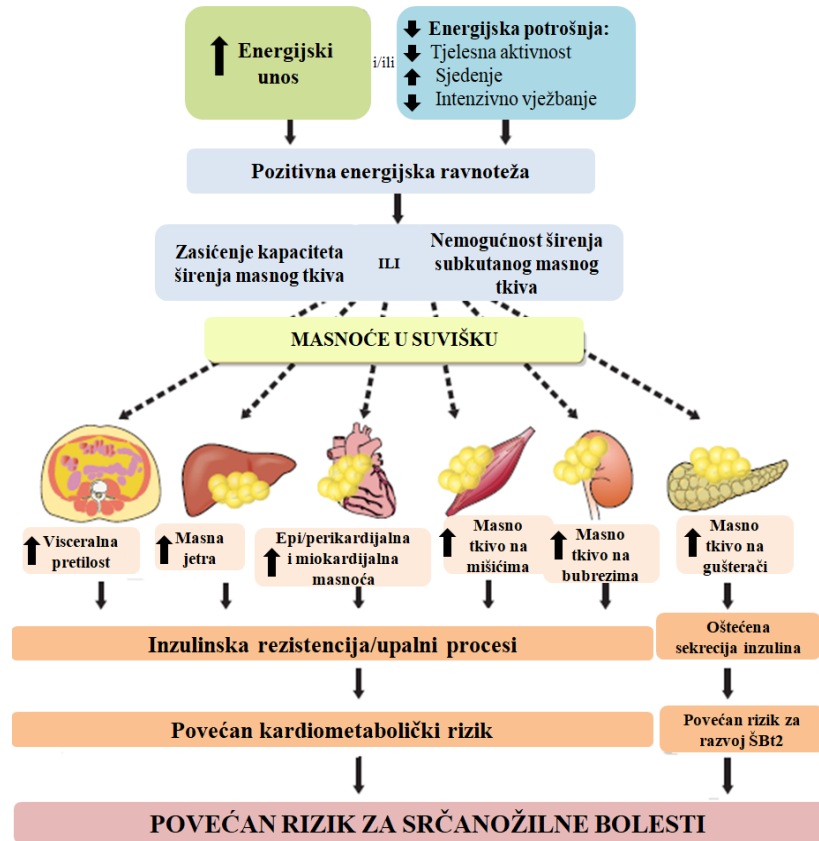 Energijski
unos
i/ili
Energijska potrošnja:
Tjelesna aktivnost
Sjedenje
Intenzivno vježbanje
Pozitivna energijska ravnoteža
Zasićenje kapaciteta
širenja masnog tkiva
ILI
Nemogućnost širenja
subkutanog masnog
tkiva
MASNOĆE U SUVIŠKU
Visceralna
pretilost
Masna
jetra
Epi/perikardijalna
i miokardijalna
masnoća
Masno
tkivo na
mišićima
Masno
tkivo na
bubrezima
Masno
tkivo na
gušterači
Inzulinska rezistencija/upalni procesi
Oštećena
sekrecija inzulina
Povećan kardiometabolički rizik
Povećan rizik za
razvoj ŠBt2
POVEĆAN RIZIK ZA SRČANOŽILNE BOLESTI